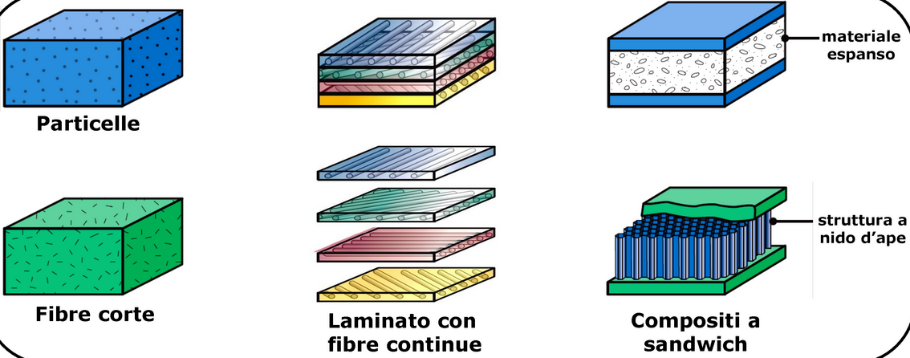 materiale
espanso
Particelle
struttura a
nido d'ape
Fibre corte
Laminato con
fibre continue
Compositi a
sandwich